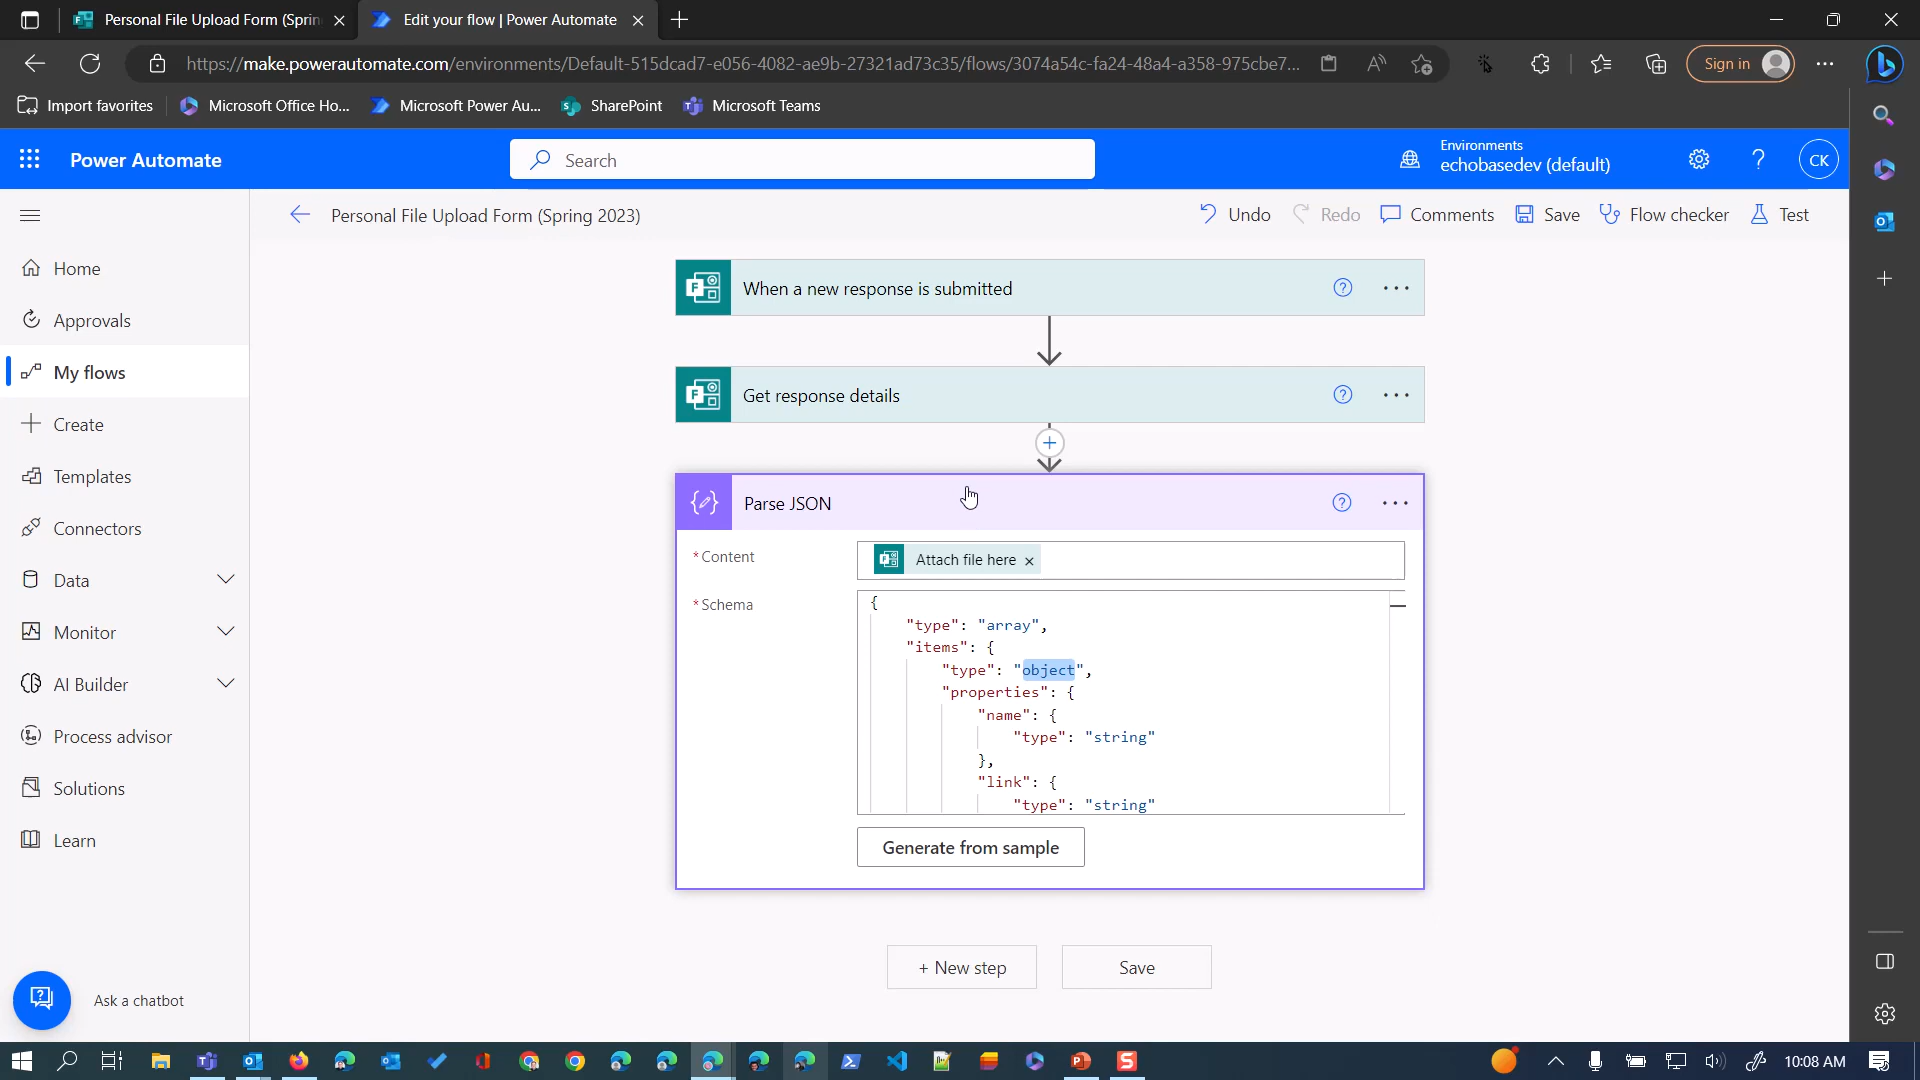 Personal File Upload Form (Sprin
Edit your flow | Power Automate
https://make.powerautomate.com/environments/Default-515dcad7-e056-4082-ae9b-27321ad73c35/flows/3074a54c-fa24-48a4-a358-975cbe7...
Sign in
Import favorites
Microsoft Office Ho...
Microsoft Power Au...
SharePoint
Microsoft Teams
Power Automate
Search
Environments
echobasedev (default)
CK
Personal File Upload Form (Spring 2023)
Undo
Redo
Comments
Save
Flow checker
Test
Home
Approvals
My flows
Create
Templates
Connectors
Data
Monitor
AI Builder
Process advisor
Solutions
Learn
Ask a chatbot
When a new response is submitted
Get response details
Parse JSON
* Content
Attach file here
* Schema
{
"type": "array",
"items": {
"type": "object",
"properties": {
"name": {
"type": "string"
},
"link": {
"type": "string"
Generate from sample
+ New step
Save
10:08 AM